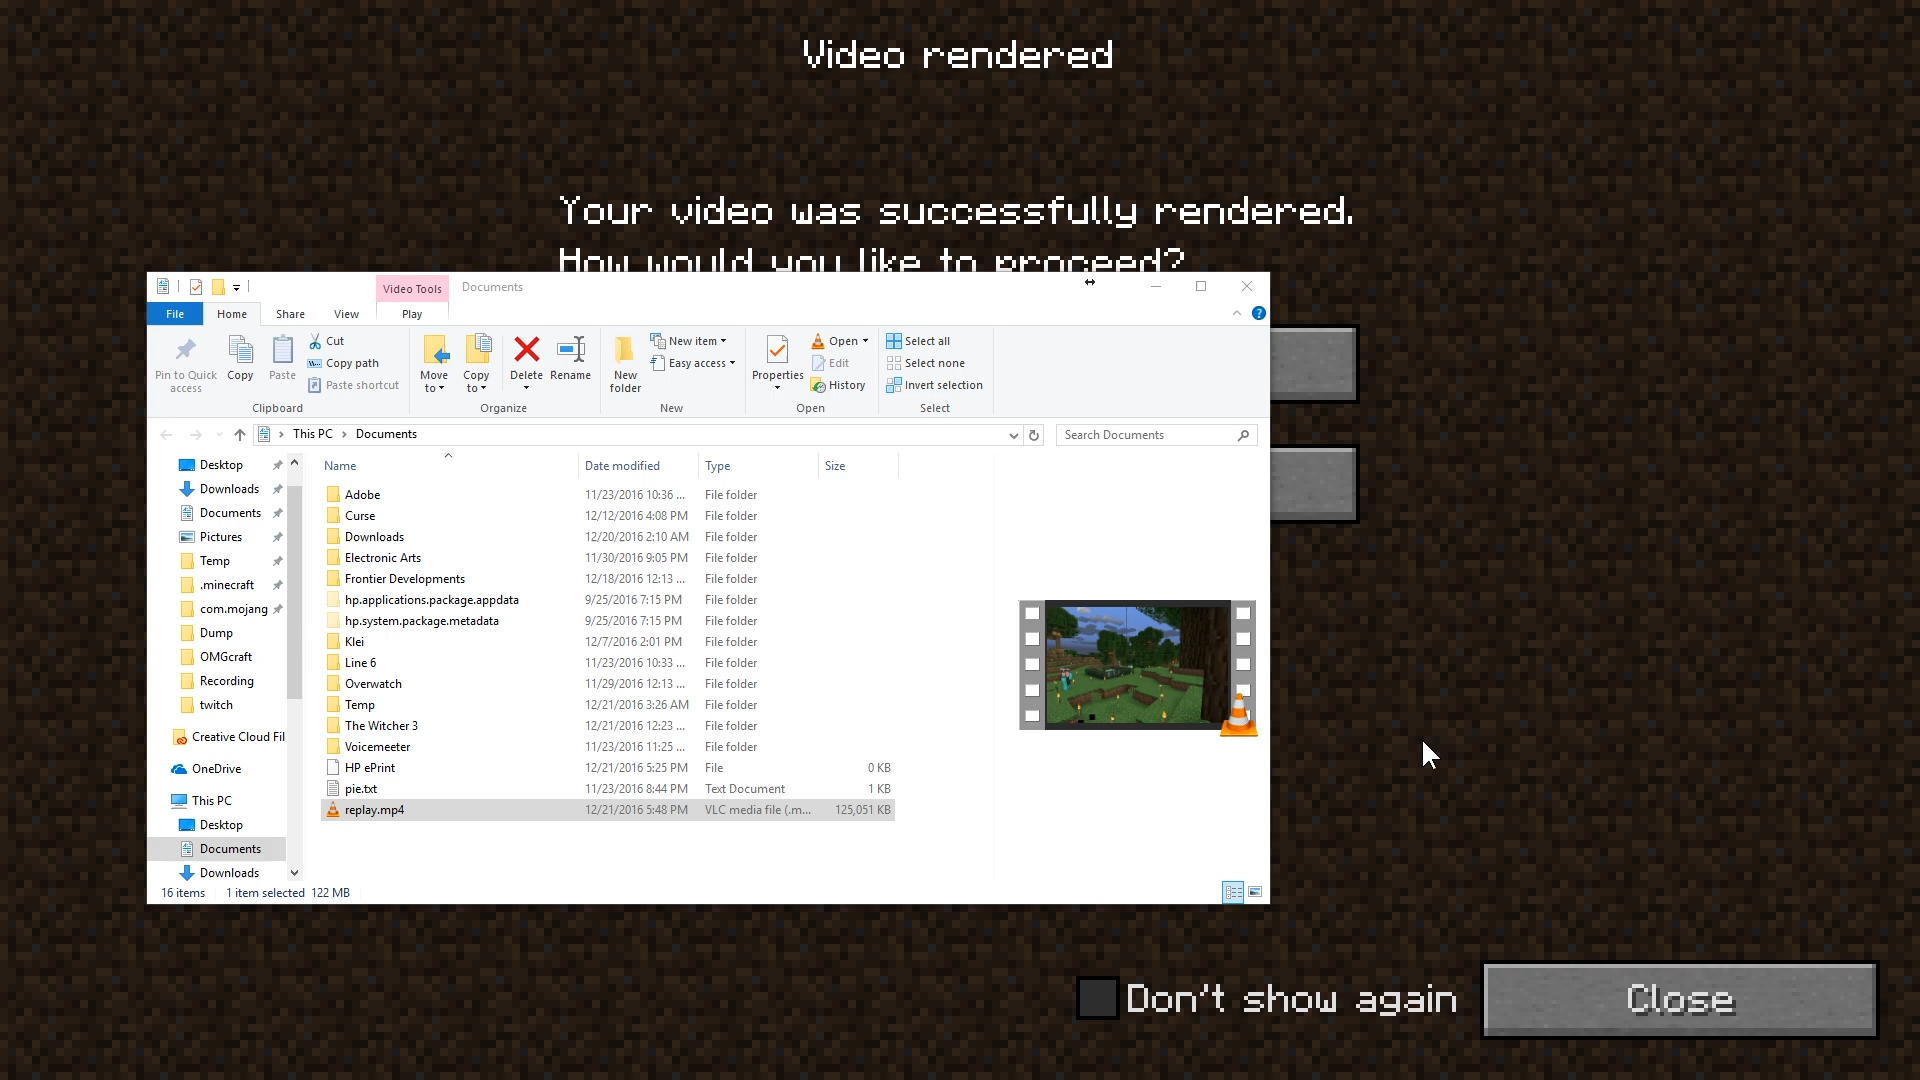 Video rendered
Your video was successfully rendered.
How would you like to proceed?
Video Tools
Documents
File
Home
Share
View
Play
Pin to Quick access
Copy
Paste
Cut
Copy path
Paste shortcut
Clipboard
Move to
Copy to
Delete
Rename
Organize
New folder
New item
Easy access
New
Properties
Open
Edit
History
Open
Select all
Select none
Invert selection
Select
This PC > Documents
Search Documents
Desktop
Downloads
Documents
Pictures
Temp
.minecraft
com.mojang
Dump
OMGcraft
Recording
twitch
Creative Cloud Fil
OneDrive
This PC
Desktop
Documents
Downloads
Name Date modified Type Size
Adobe 11/23/2016 10:36 ... File folder
Curse 12/12/2016 4:08 PM File folder
Downloads 12/20/2016 2:10 AM File folder
Electronic Arts 11/30/2016 9:05 PM File folder
Frontier Developments 12/18/2016 12:13 ... File folder
hp.applications.package.appdata 9/25/2016 7:15 PM File folder
hp.system.package.metadata 9/25/2016 7:15 PM File folder
Klei 12/7/2016 2:01 PM File folder
Line 6 11/23/2016 10:33 ... File folder
Overwatch 11/29/2016 12:13 ... File folder
Temp 12/21/2016 3:26 AM File folder
The Witcher 3 12/21/2016 12:23 ... File folder
Voicemeeter 11/23/2016 11:25 ... File folder
HP ePrint 12/21/2016 5:25 PM File 0 KB
pie.txt 11/23/2016 8:44 PM Text Document 1 KB
replay.mp4 12/21/2016 5:48 PM VLC media file (.m... 125,051 KB
16 items 1 item selected 122 MB
Don't show again
Close